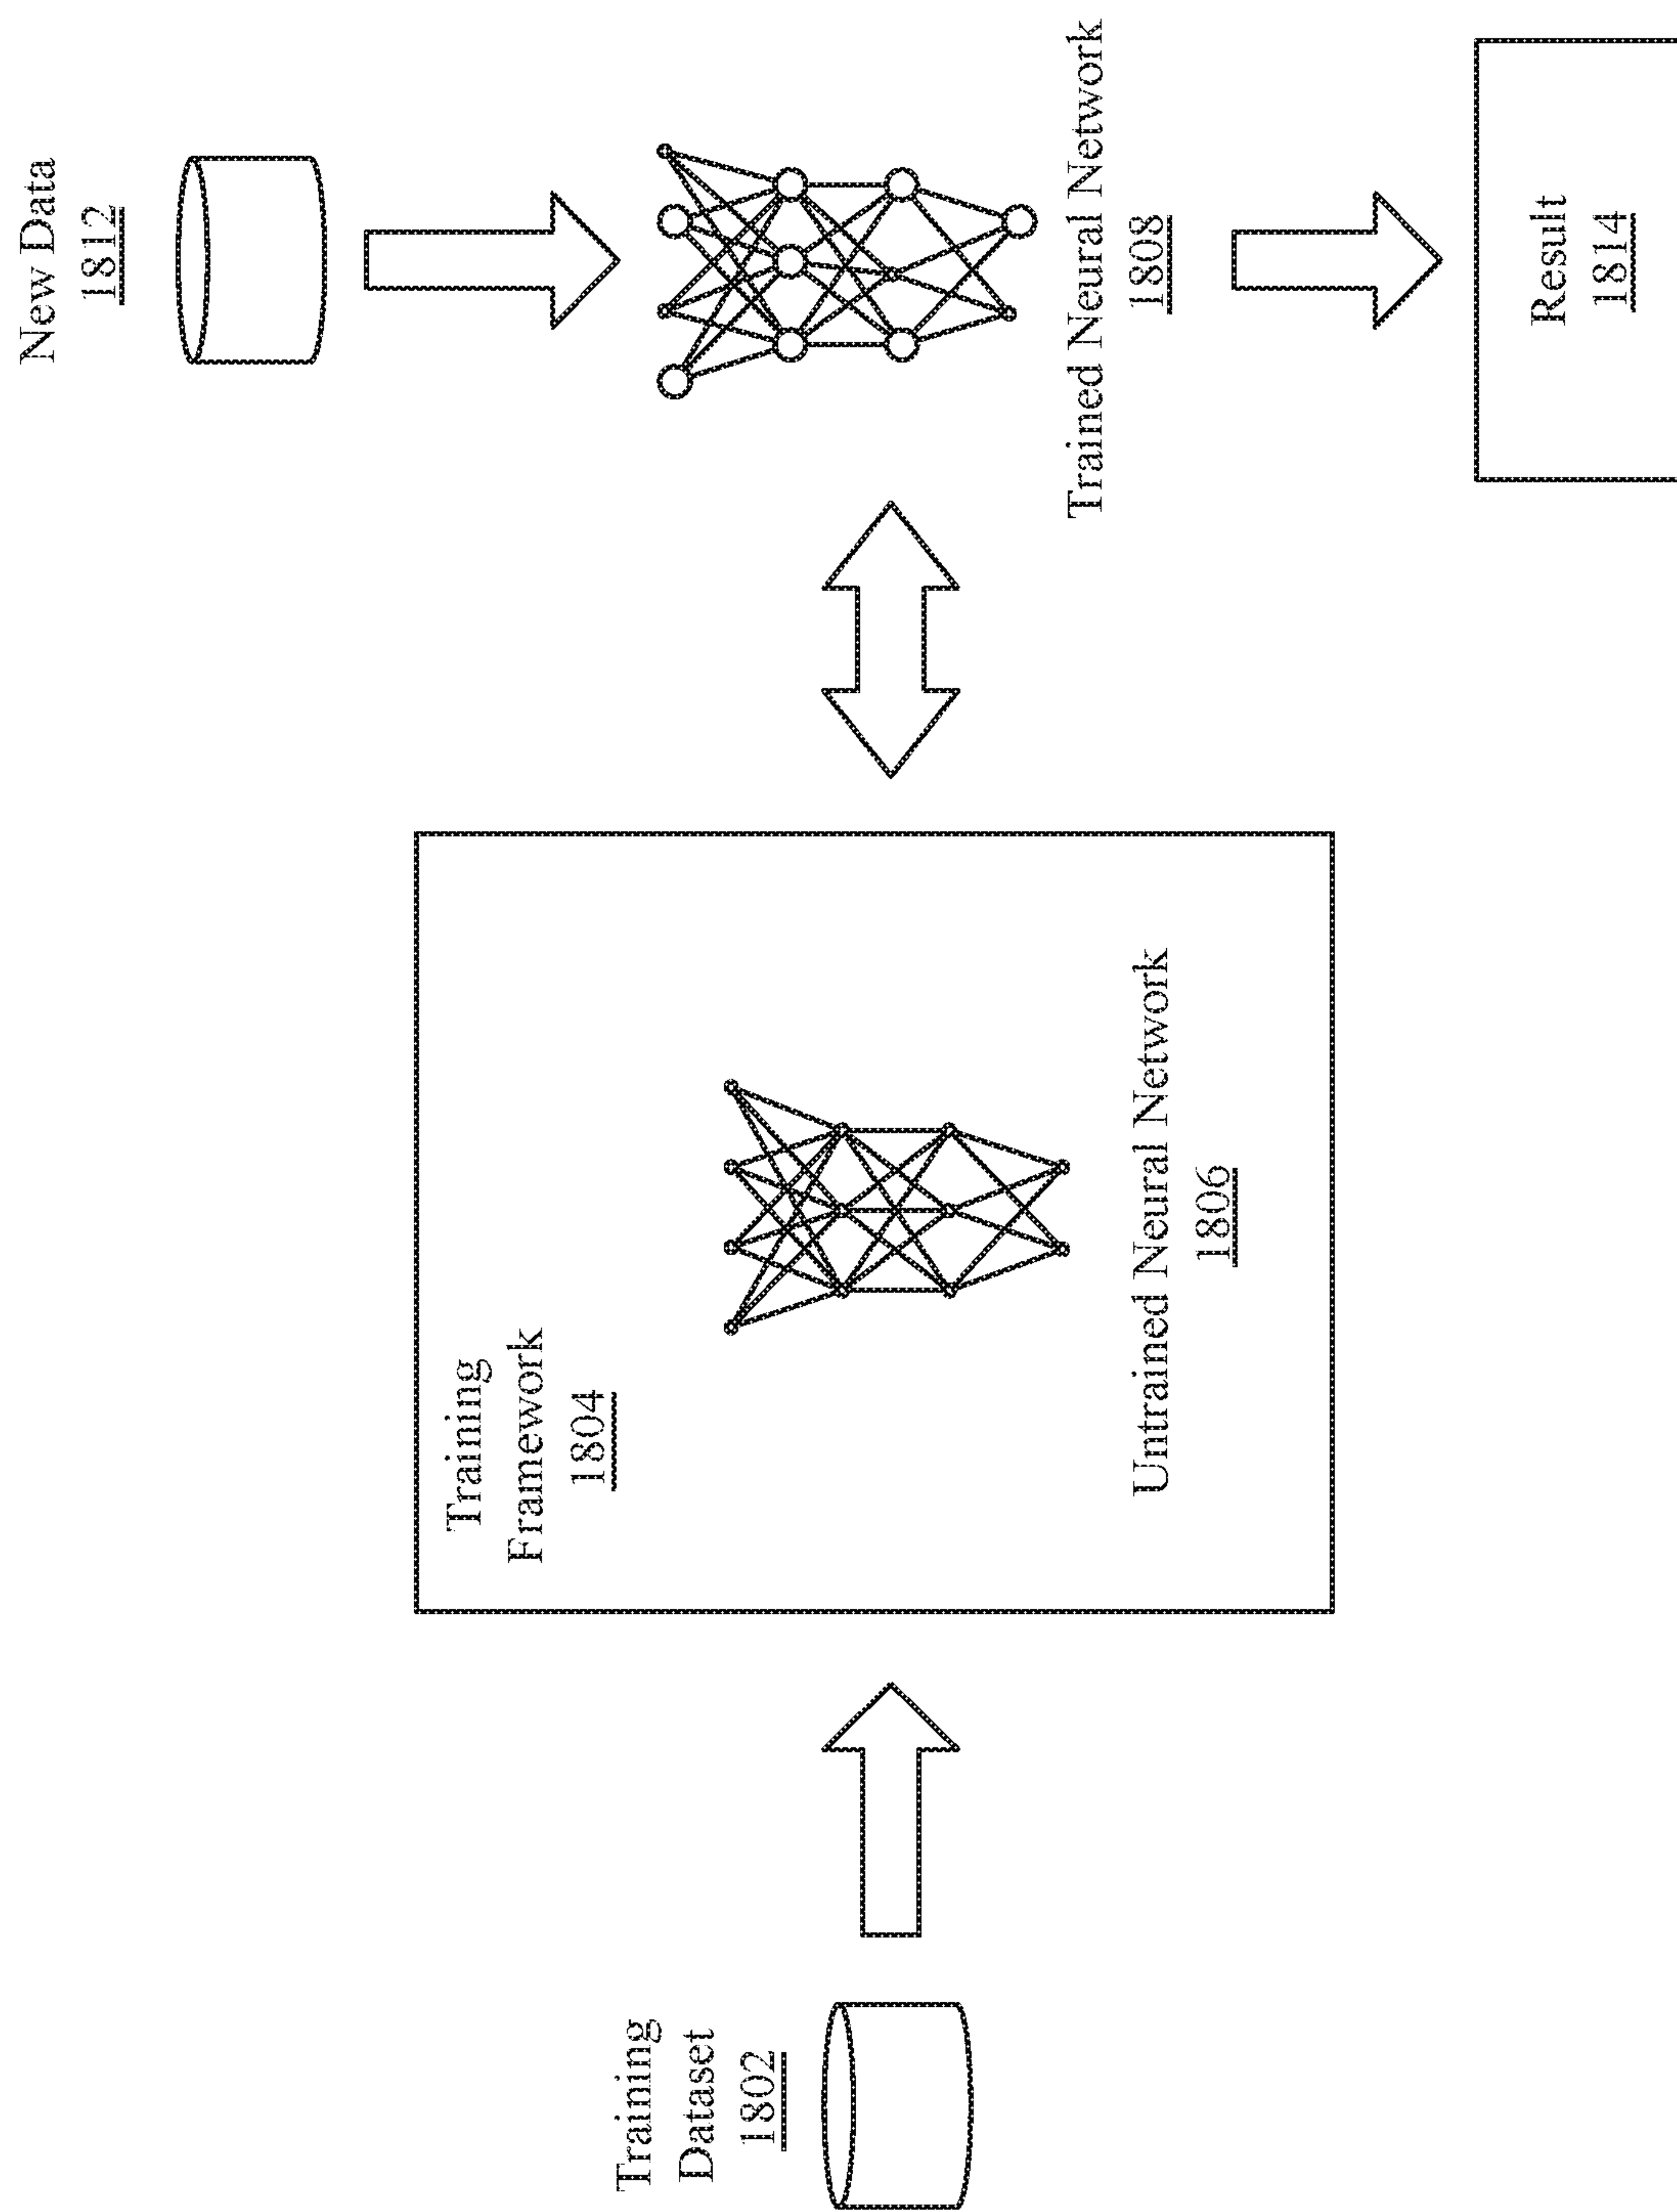 Training
Dataset
1802
Training
Framework
1804
Untrained Neural Network
1806
New Data
1812
Trained Neural Network
1808
Result
1814